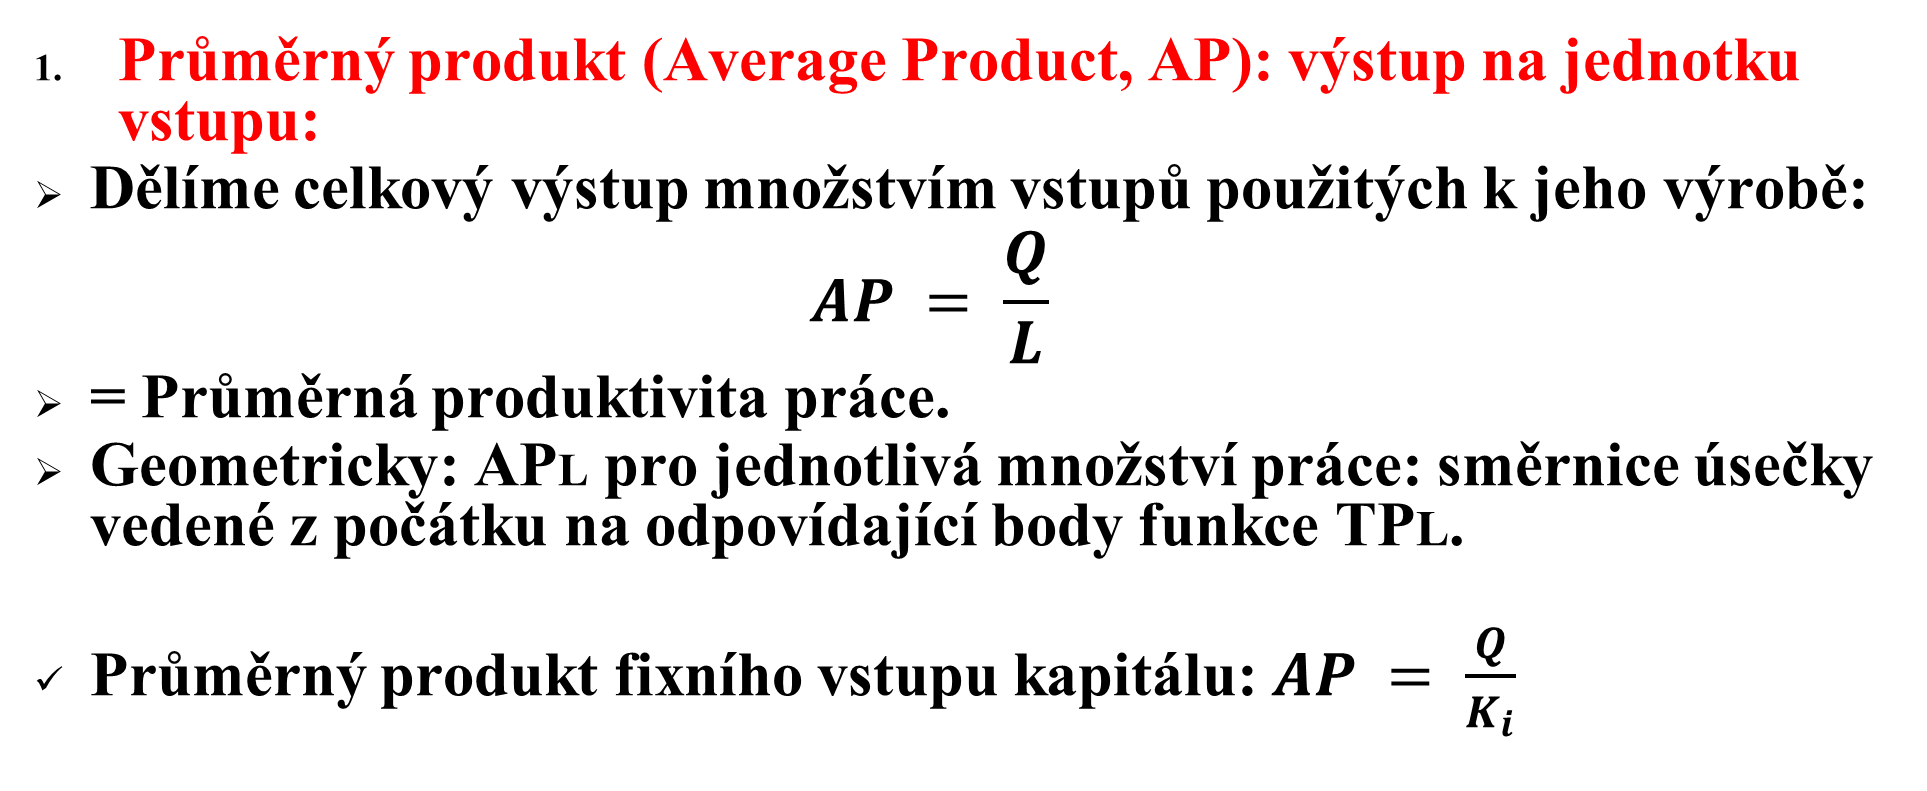 1. Průměrný produkt (Average Product, AP): výstup na jednotku
vstupu:
➢ Dělíme celkový výstup množstvím vstupů použitých k jeho výrobě:
AP = Q/L
➢ = Průměrná produktivita práce.
➢ Geometricky: APL pro jednotlivá množství práce: směrnice úsečky
vedené z počátku na odpovídající body funkce TPL.
✓ Průměrný produkt fixního vstupu kapitálu: AP = Q/Kᵢ